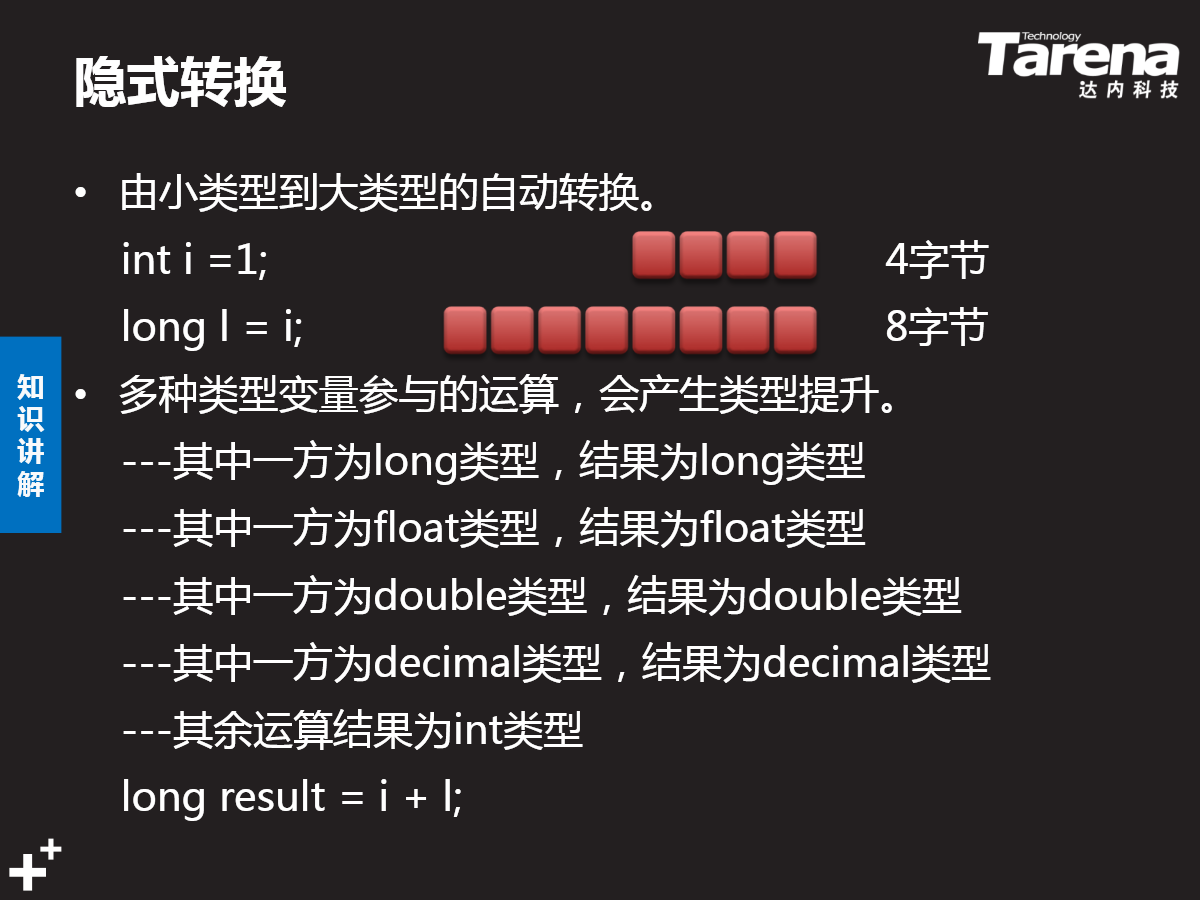 隐式转换
Technology
Tarena
达内科技
• 由小类型到大类型的自动转换。
int i =1;
4字节
long l = i;
8字节
知识讲解
• 多种类型变量参与的运算，会产生类型提升。
---其中一方为long类型，结果为long类型
---其中一方为float类型，结果为float类型
---其中一方为double类型，结果为double类型
---其中一方为decimal类型，结果为decimal类型
---其余运算结果为int类型
long result = i + l;